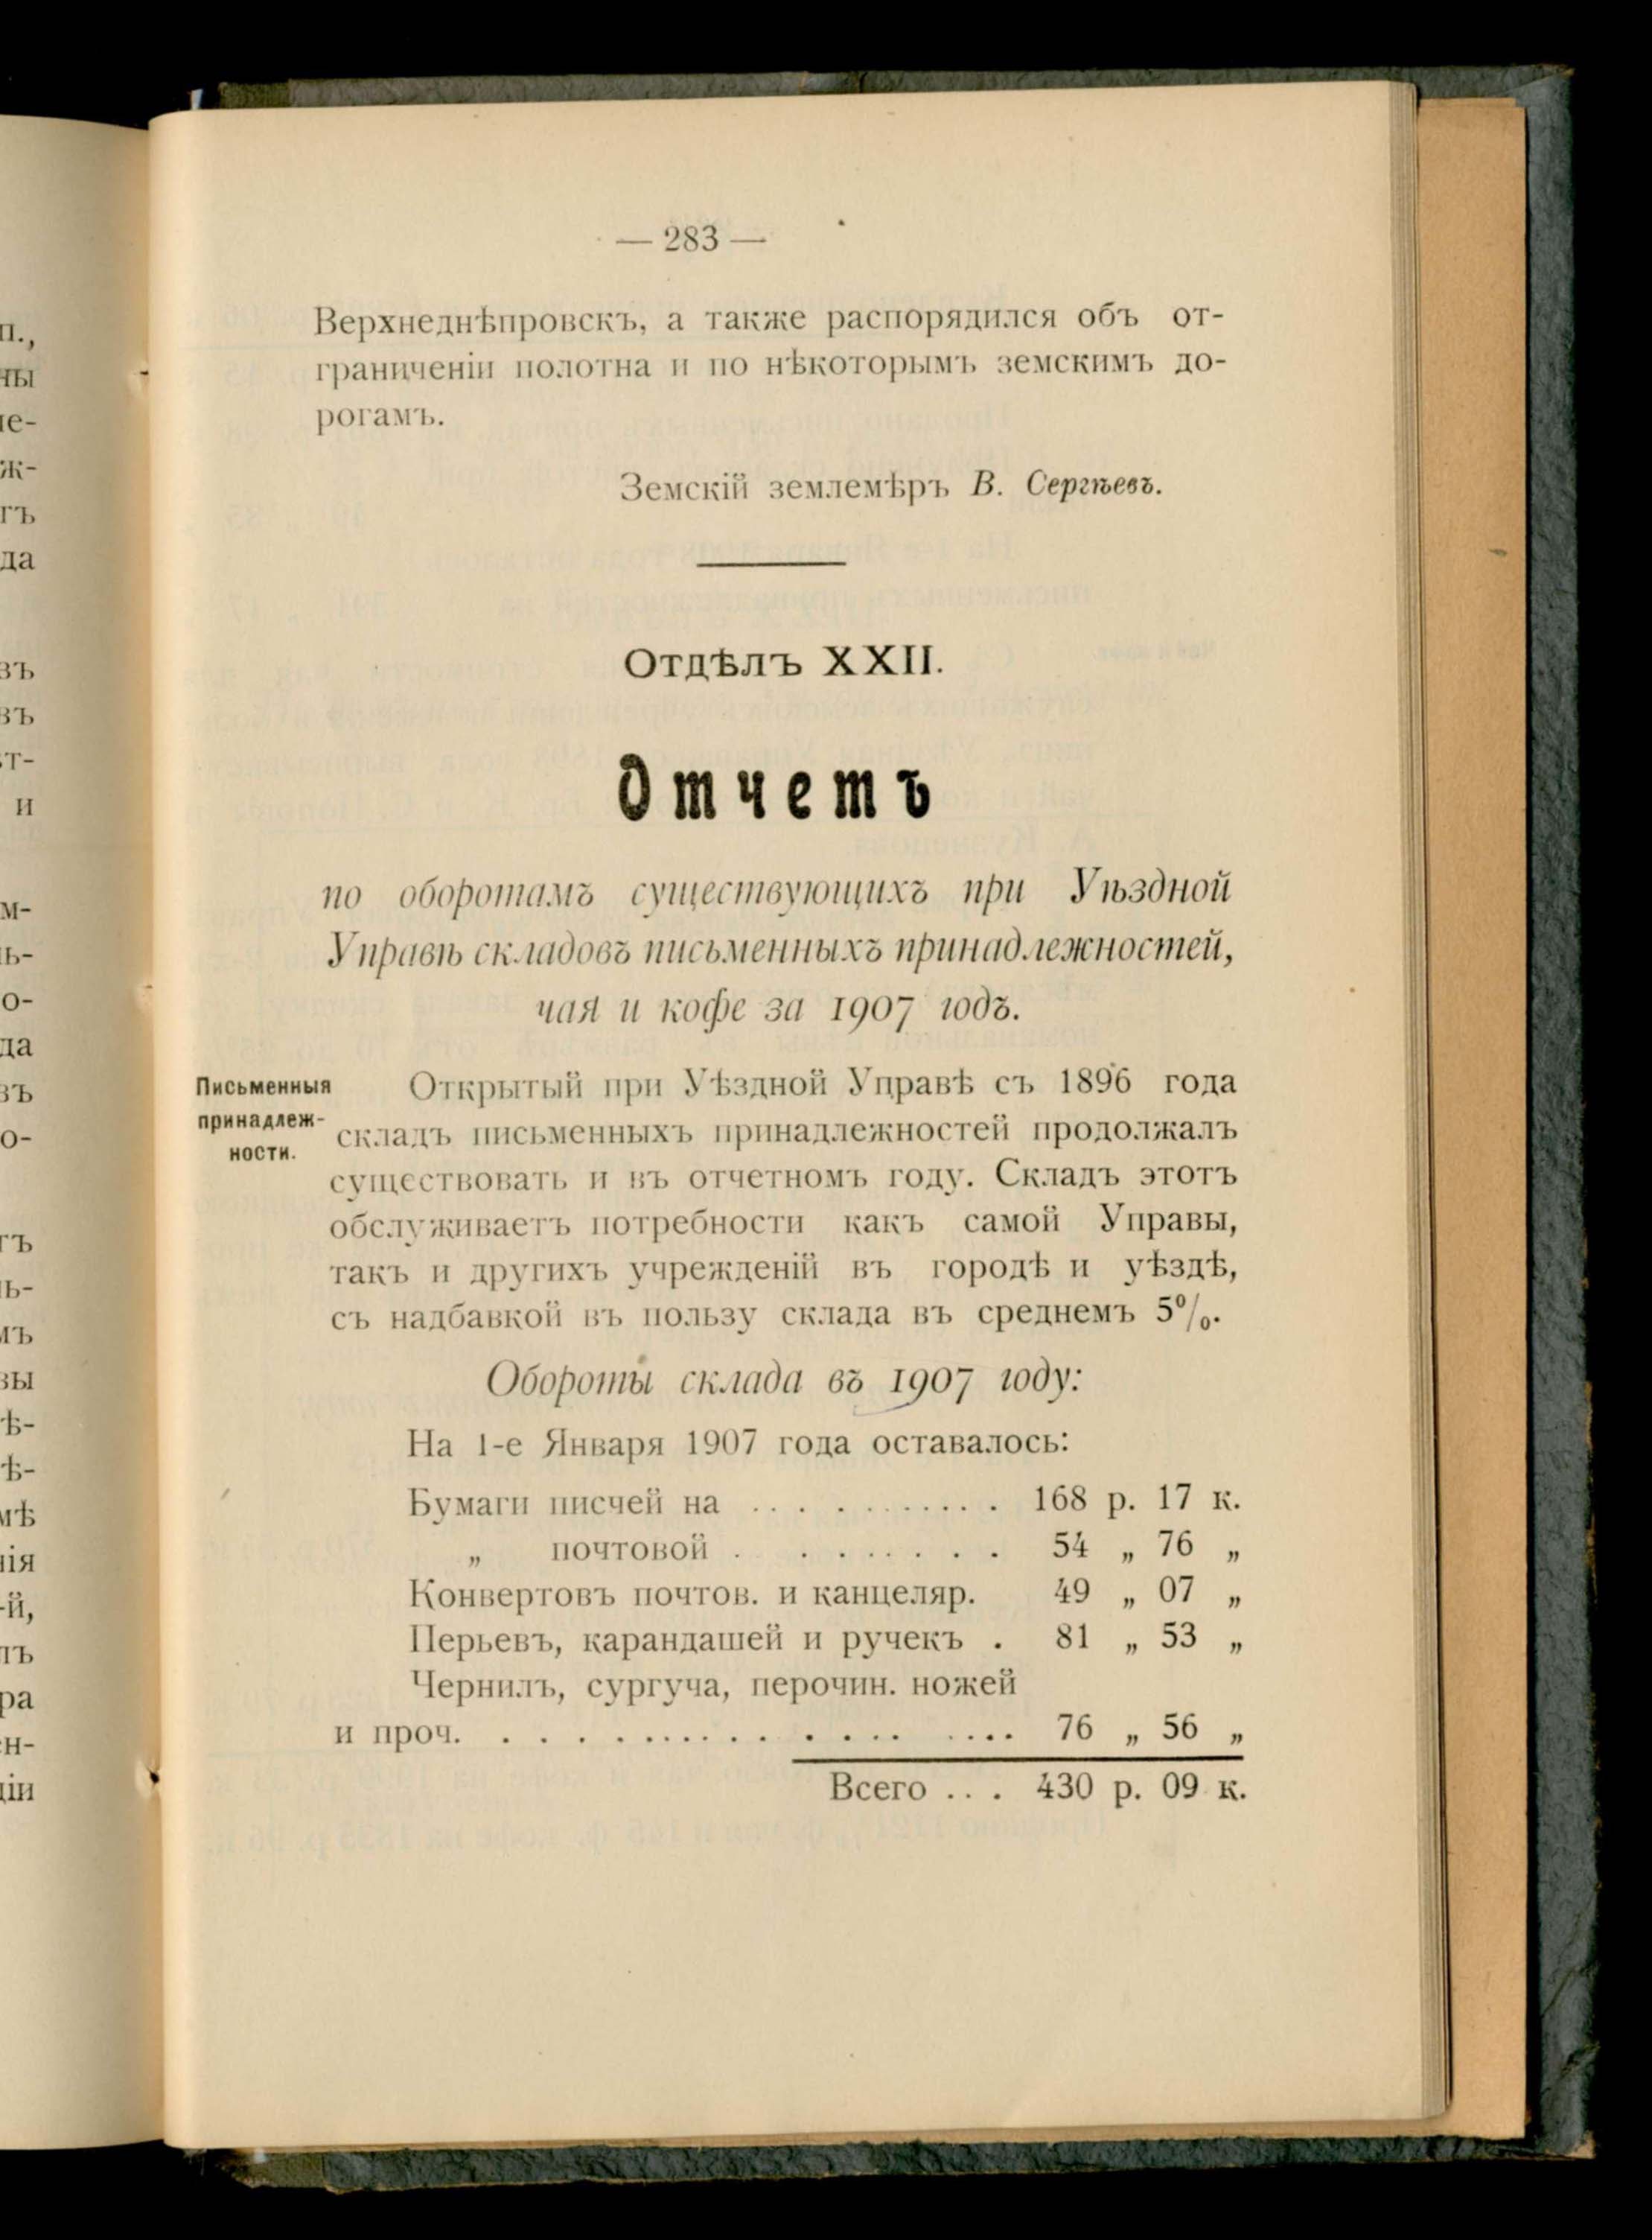 — 283 —
Верхнеднѣпровскъ, а также распорядился объ от-
граниченіи полотна и по нѣкоторымъ земскимъ до-
рогамъ.
Земскій землемѣръ В. Сергѣевъ.
Отдѣлъ XXII.
Отчетъ
по оборотамъ существующихъ при Уѣздной
Управѣ складовъ письменныхъ принадлежностей,
чая и кофе за 1907 годъ.
Письменныя
принадлеж-
ности.
Открытый при Уѣздной Управѣ съ 1896 года
складъ письменныхъ принадлежностей продолжалъ
существовать и въ отчетномъ году. Складъ этотъ
обслуживаетъ потребности какъ самой Управы,
такъ и другихъ учрежденій въ городѣ и уѣздѣ,
съ надбавкой въ пользу склада въ среднемъ 5%.
Обороты склада въ 1907 году:
На 1-е Января 1907 года оставалось:
Бумаги писчей на . . . . . . . . . . . 168 р. 17 к.
„ почтовой . . . . . . . . 54 „ 76 „
Конвертовъ почтов. и канцеляр. 49 „ 07 „
Перьевъ, карандашей и ручекъ . 81 „ 53 „
Чернилъ, сургуча, перочин. ножей
и проч. . . . . . . . . . . . . . . . . . . . 76 „ 56 „
Всего . . . 430 р. 09 к.